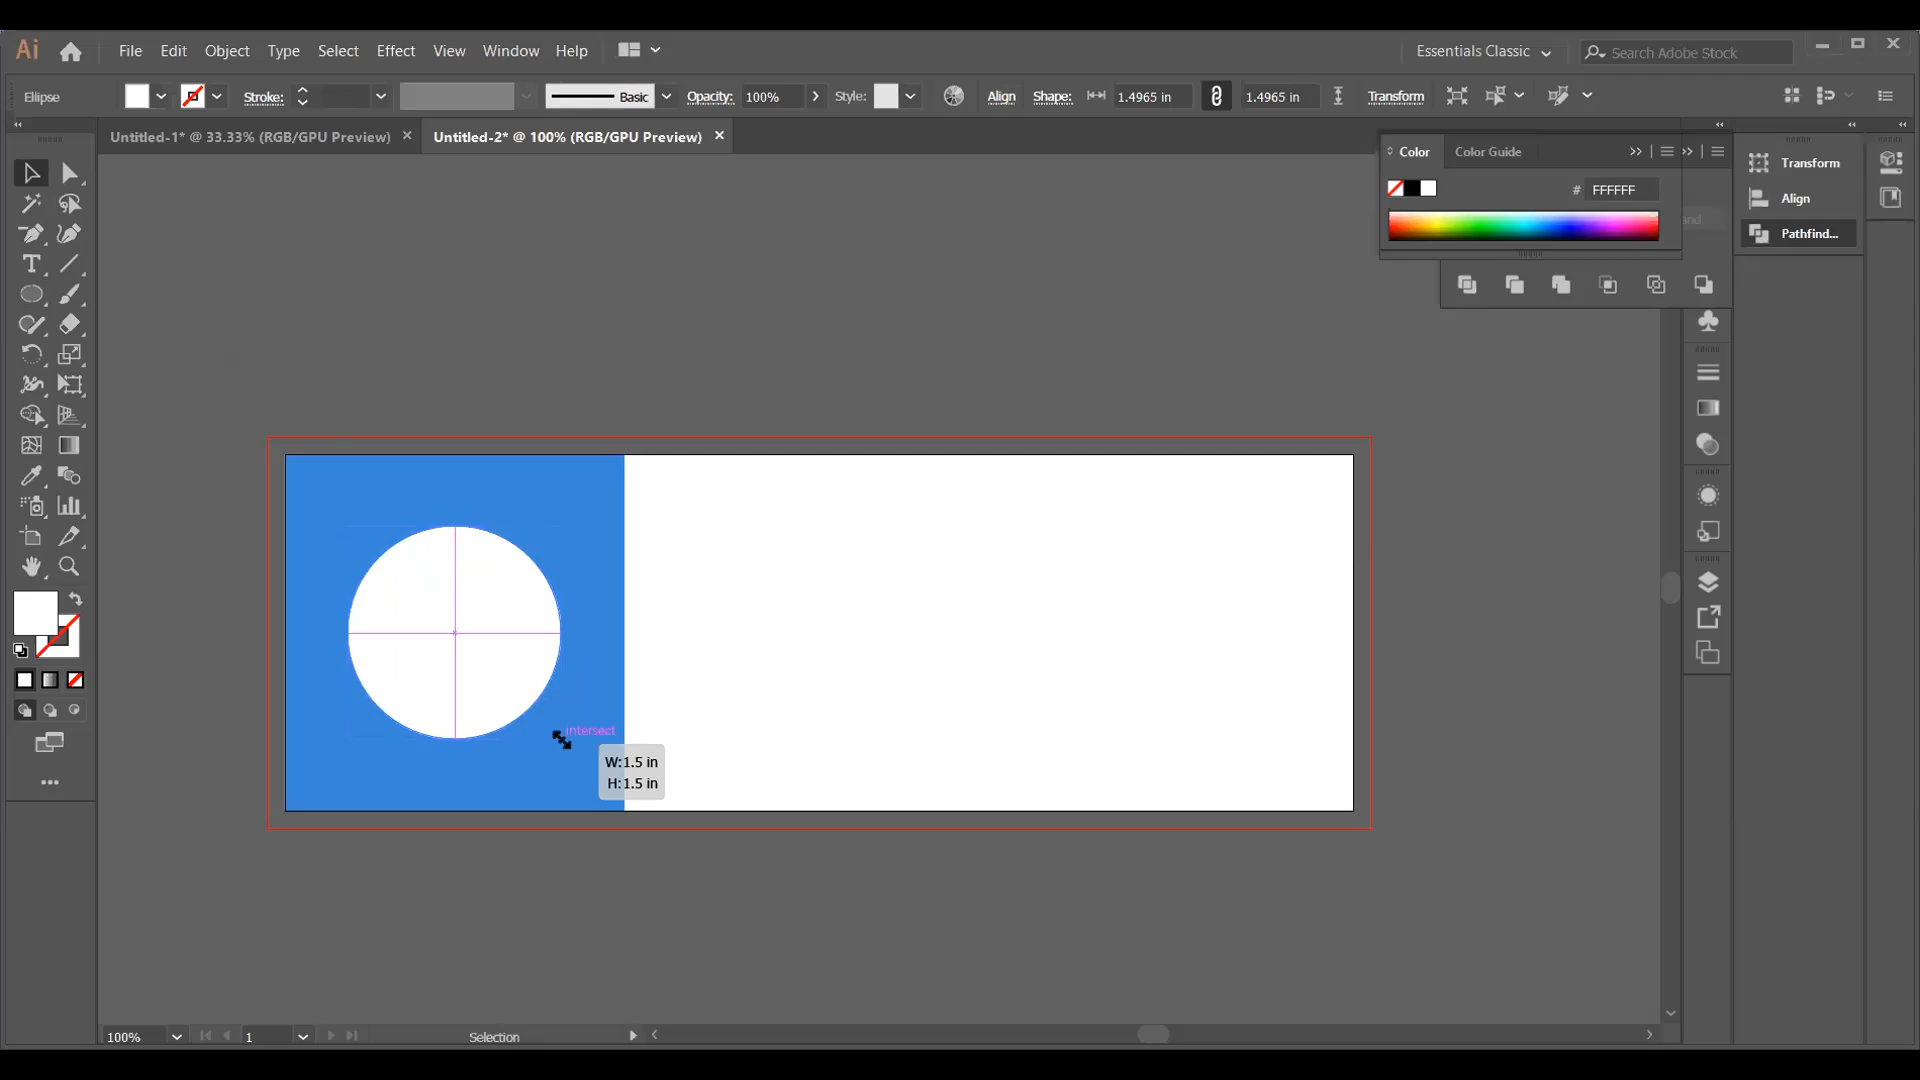 Ai File Edit Object Type Select Effect View Window Help Essentials Classic Search Adobe Stock
Ellipse Stroke: Basic Opacity: 100% Style: Align Shape: 1.4965 in 1.4965 in Transform
Untitled-1* @ 33.33% (RGB/GPU Preview) Untitled-2* @ 100% (RGB/GPU Preview)
Color Color Guide
# FFFFFF
Transform
Align
Pathfind...
intersect
W:1.5 in
H:1.5 in
100% 1 Selection